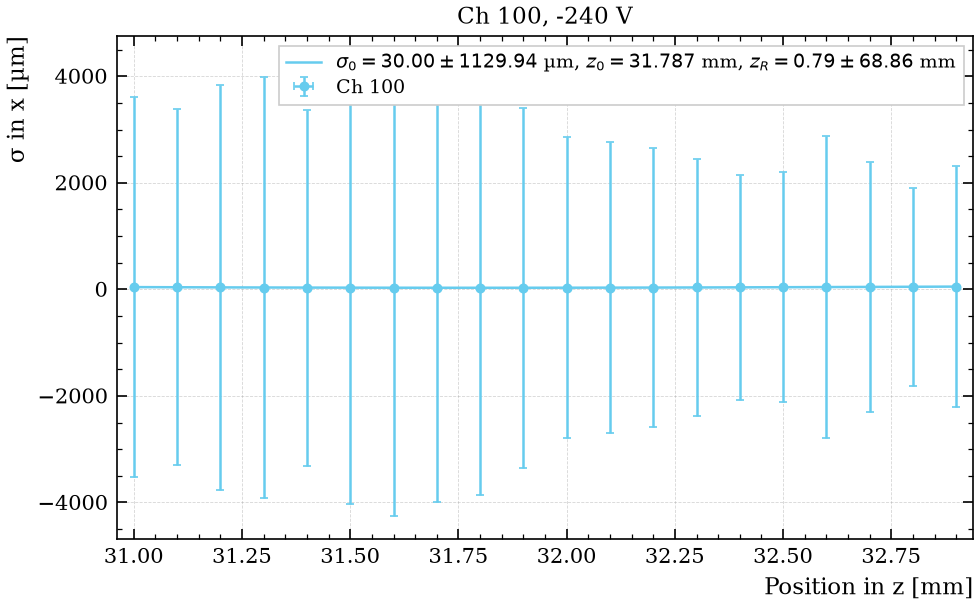 Ch 100, -240 V
σ in x [µm]
σ₀ = 30.00 ± 1129.94 µm, z₀ = 31.787 mm, z_R = 0.79 ± 68.86 mm
Ch 100
4000
2000
0
−2000
−4000
31.00 31.25 31.50 31.75 32.00 32.25 32.50 32.75
Position in z [mm]